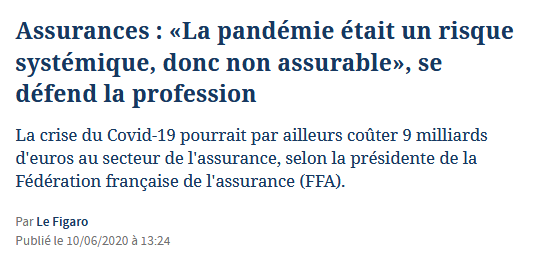 Assurances : «La pandémie était un risque
systémique, donc non assurable», se
défend la profession
La crise du Covid-19 pourrait par ailleurs coûter 9 milliards
d'euros au secteur de l'assurance, selon la présidente de la
Fédération française de l'assurance (FFA).
Par Le Figaro
Publié le 10/06/2020 à 13:24